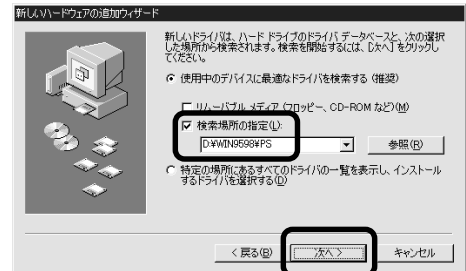 新しいハードウェアの追加ウィザード
新しいドライバは、ハード ドライブのドライバ データベースと、次の選択
した場所から検索されます。検索を開始するには、[次へ] をクリックし
てください。
使用中のデバイスに最適なドライバを検索する (推奨)
リムーバブル メディア (フロッピー、CD-ROM など)(M)
検索場所の指定(L):
D:¥WIN9598¥PS
参照(R)
特定の場所にあるすべてのドライバの一覧を表示し、インストール
するドライバを選択する(D)
< 戻る(B)
次へ >
キャンセル